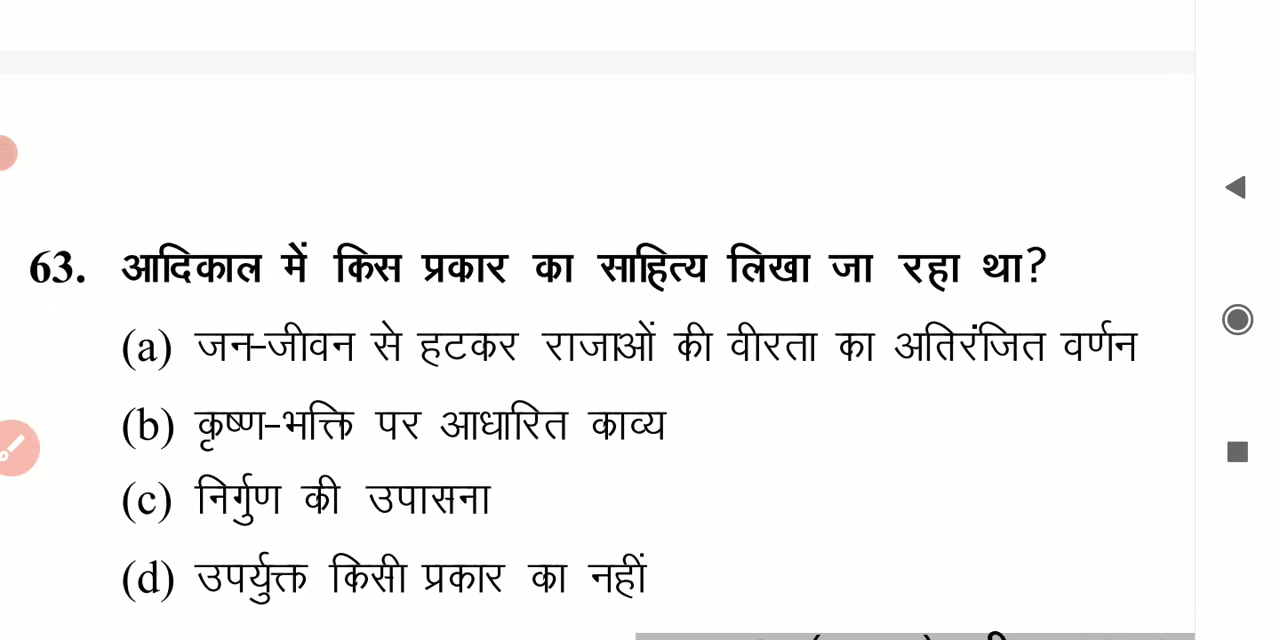 63. आदिकाल में किस प्रकार का साहित्य लिखा जा रहा था?
(a) जन-जीवन से हटकर राजाओं की वीरता का अतिरंजित वर्णन
(b) कृष्ण-भक्ति पर आधारित काव्य
(c) निर्गुण की उपासना
(d) उपर्युक्त किसी प्रकार का नहीं